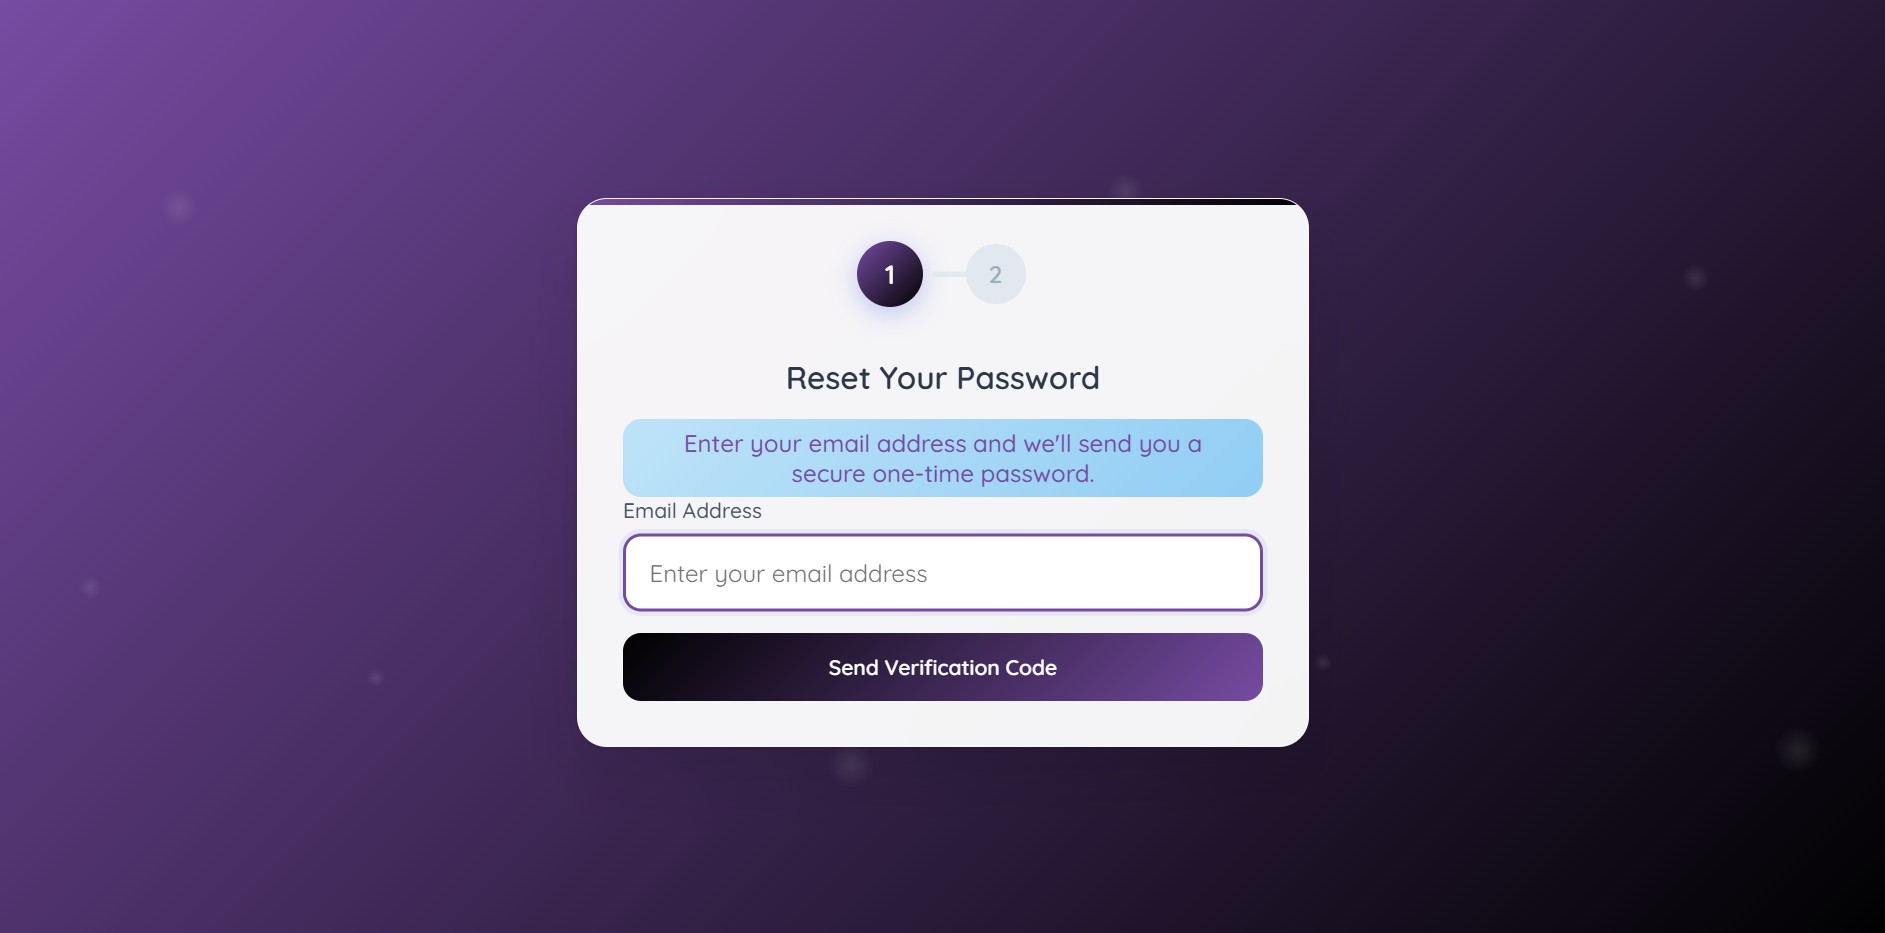 1
2
Reset Your Password
Enter your email address and we'll send you a
secure one-time password.
Email Address
Enter your email address
Send Verification Code